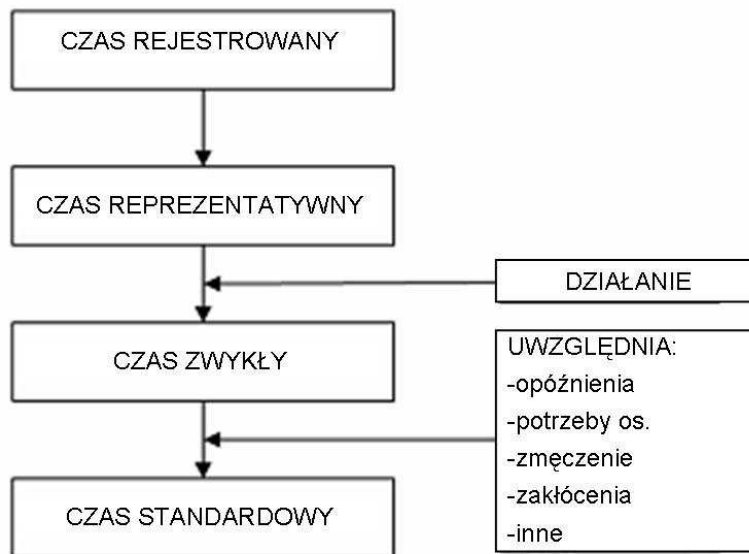 CZAS REJESTROWANY
CZAS REPREZENTATYWNY
DZIAŁANIE
CZAS ZWYKŁY
UWZGLĘDNIA:
-opóźnienia
-potrzeby os.
-zmęczenie
-zakłócenia
-inne
CZAS STANDARDOWY